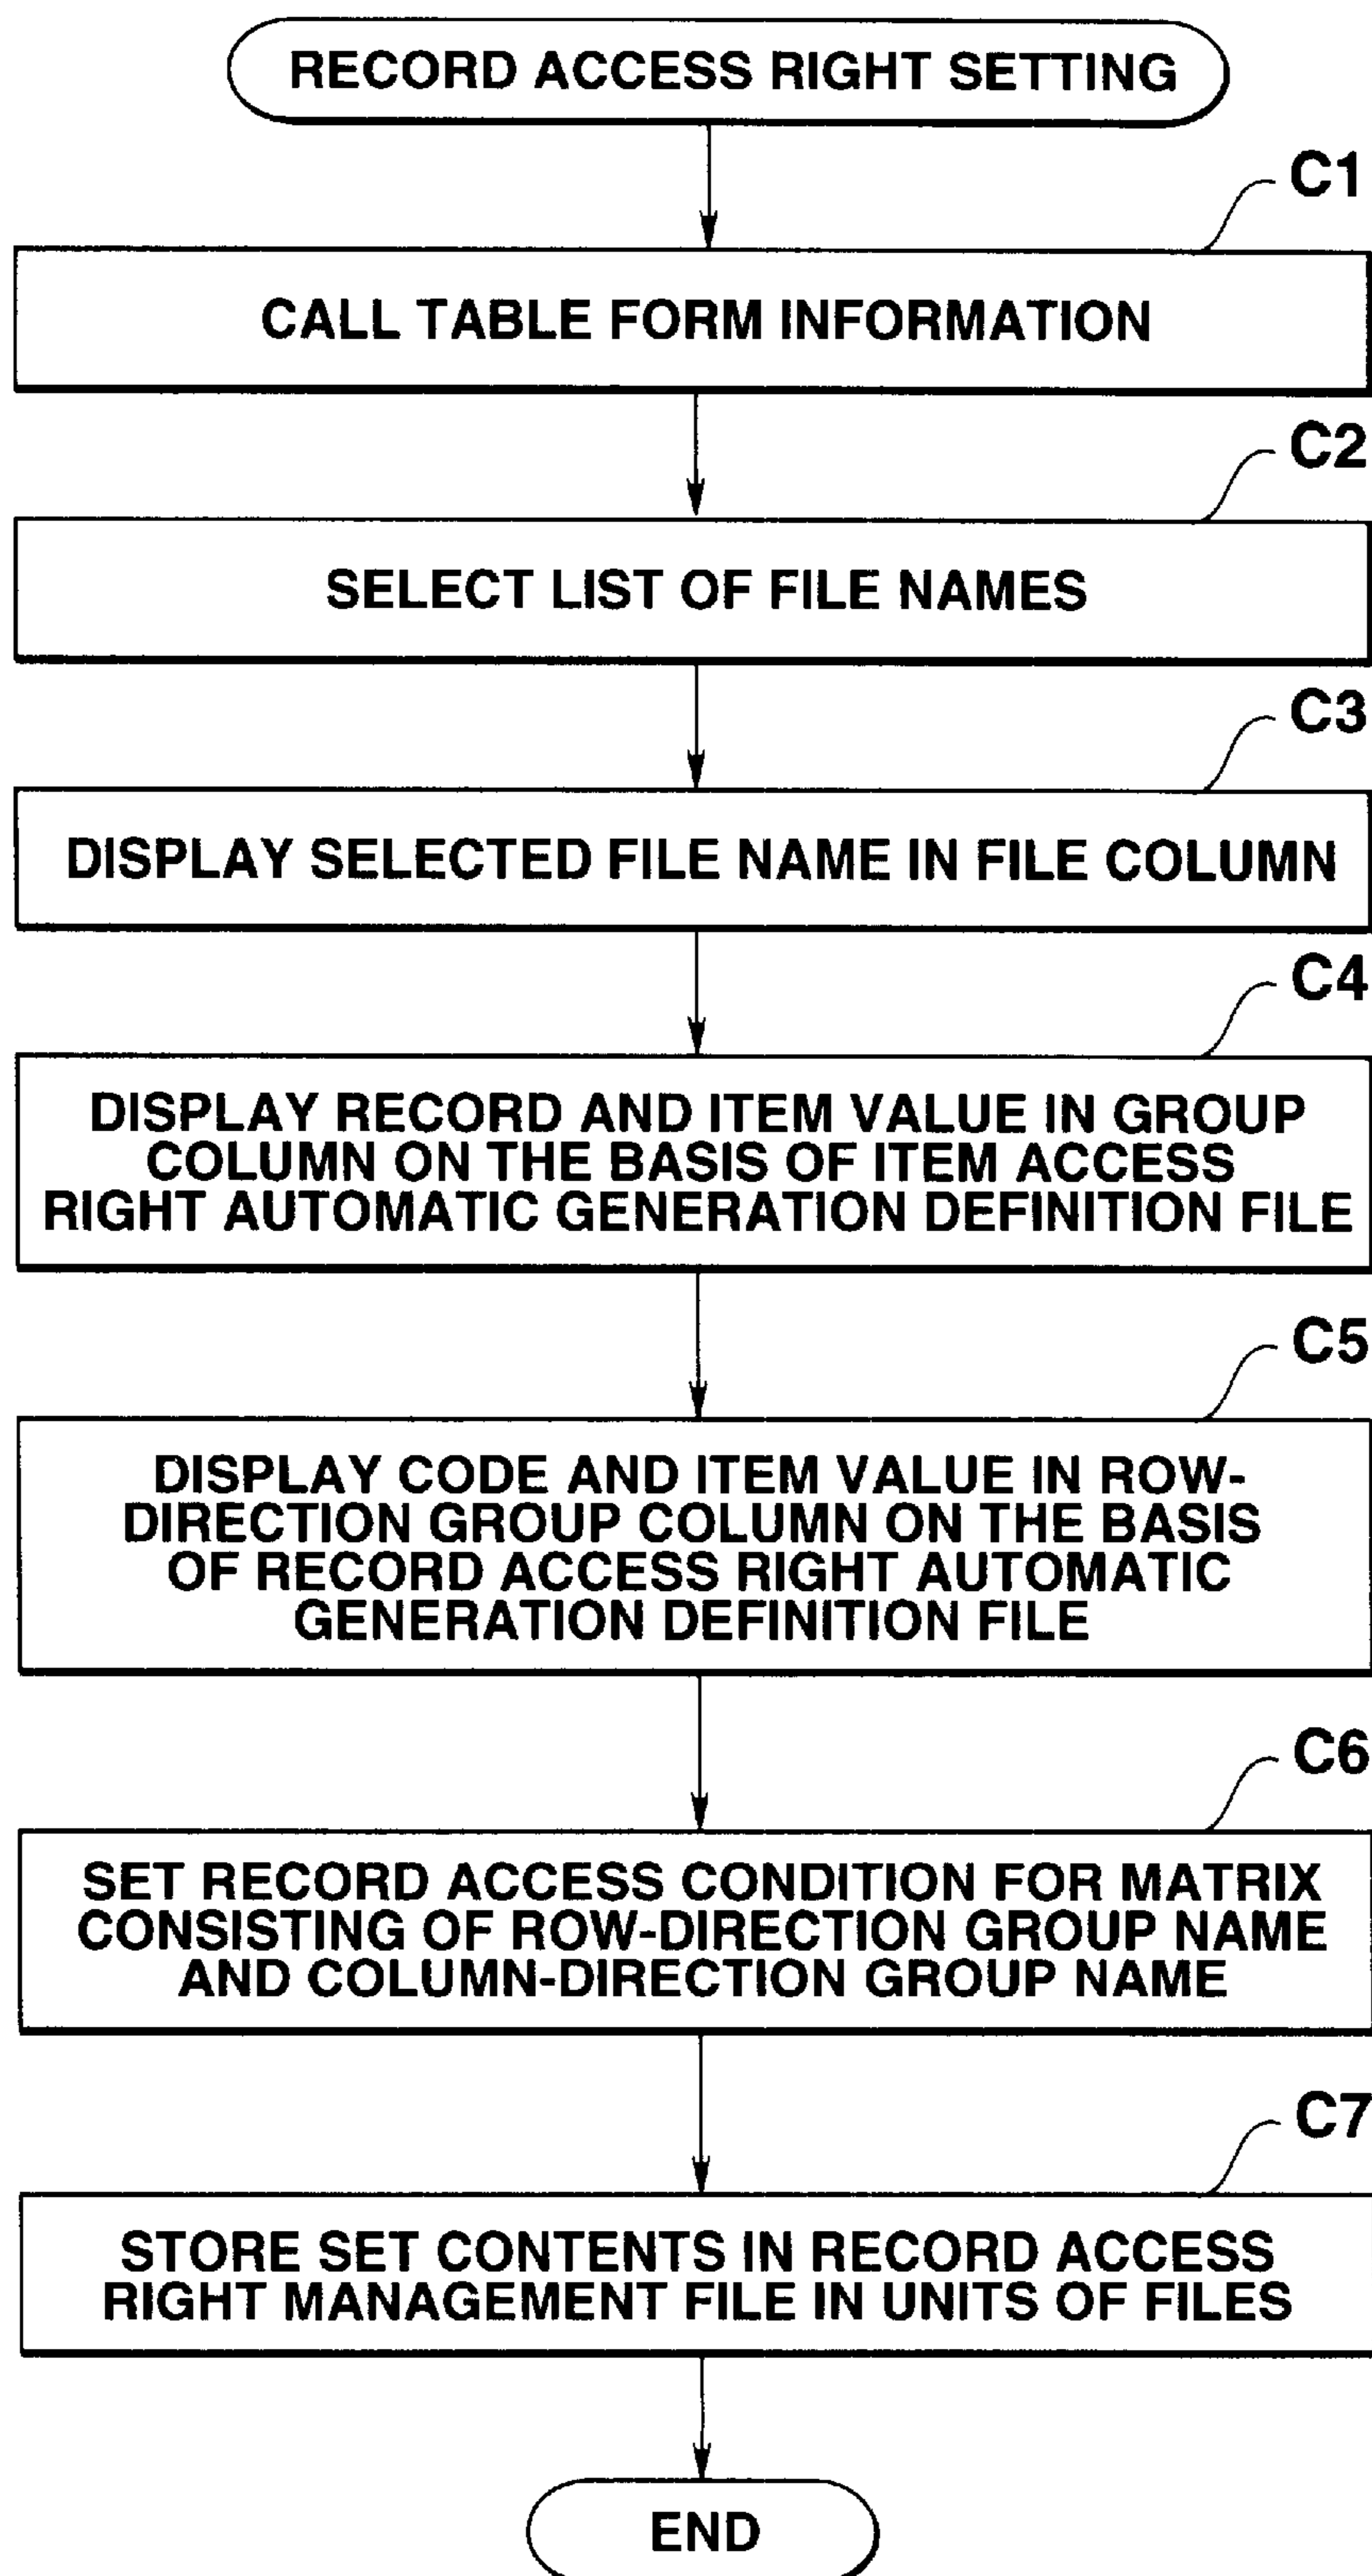 RECORD ACCESS RIGHT SETTING
C1
CALL TABLE FORM INFORMATION
C2
SELECT LIST OF FILE NAMES
C3
DISPLAY SELECTED FILE NAME IN FILE COLUMN
C4
DISPLAY RECORD AND ITEM VALUE IN GROUP
COLUMN ON THE BASIS OF ITEM ACCESS
RIGHT AUTOMATIC GENERATION DEFINITION FILE
C5
DISPLAY CODE AND ITEM VALUE IN ROW-
DIRECTION GROUP COLUMN ON THE BASIS
OF RECORD ACCESS RIGHT AUTOMATIC
GENERATION DEFINITION FILE
C6
SET RECORD ACCESS CONDITION FOR MATRIX
CONSISTING OF ROW-DIRECTION GROUP NAME
AND COLUMN-DIRECTION GROUP NAME
C7
STORE SET CONTENTS IN RECORD ACCESS
RIGHT MANAGEMENT FILE IN UNITS OF FILES
END